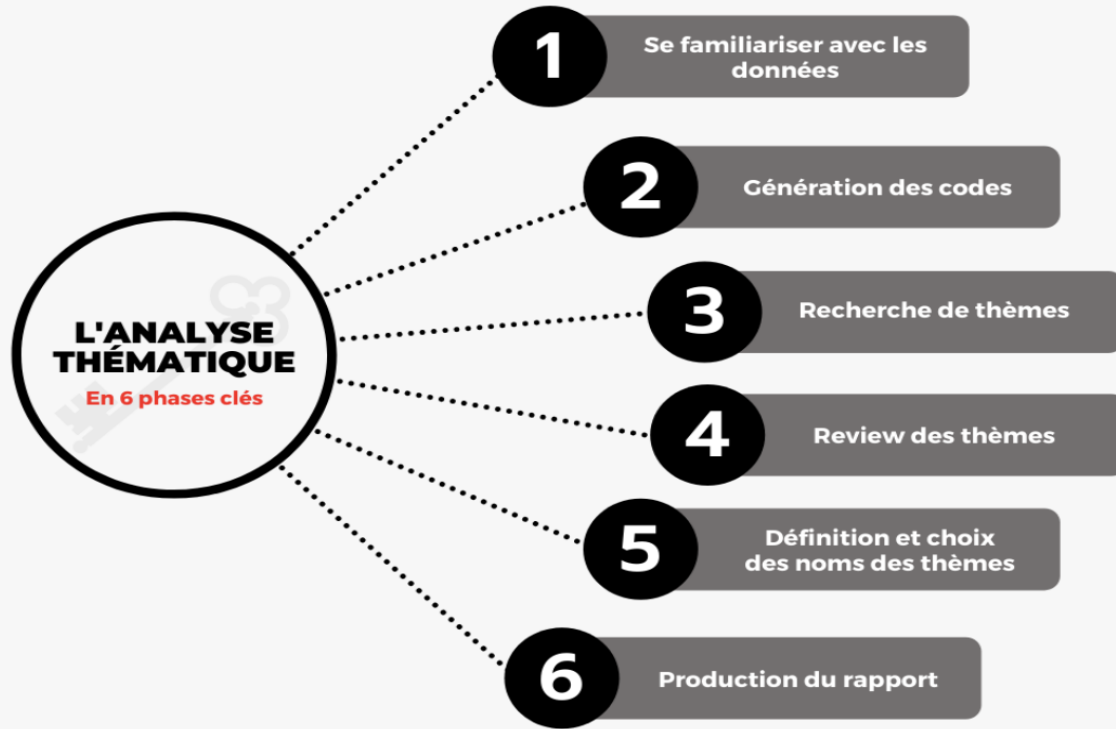 L'ANALYSE
THÉMATIQUE
En 6 phases clés
1
Se familiariser avec les
données
2
Génération des codes
3
Recherche de thèmes
4
Review des thèmes
5
Définition et choix
des noms des thèmes
6
Production du rapport